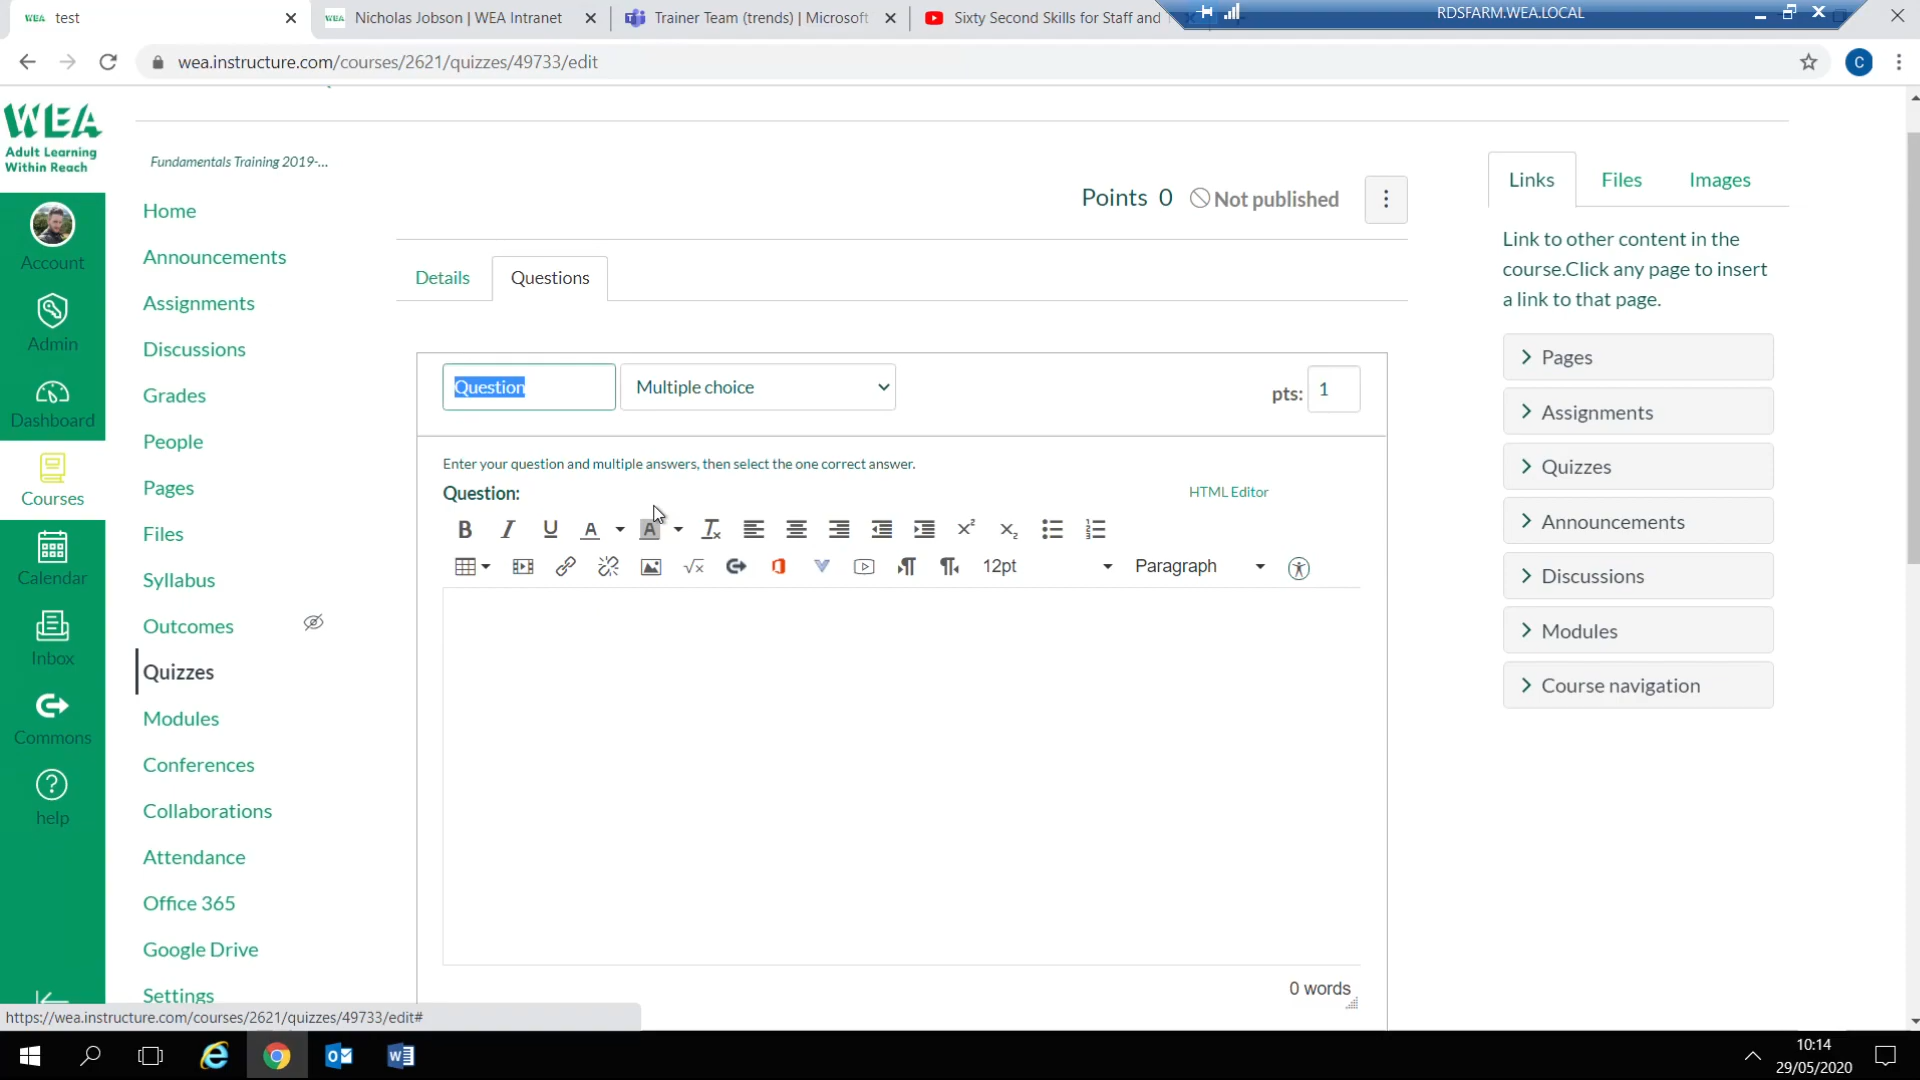 WEA test
WEA Nicholas Jobson | WEA Intranet
Trainer Team (trends) | Microsoft
Sixty Second Skills for Staff and
RDSFARM.WEA.LOCAL
wea.instructure.com/courses/2621/quizzes/49733/edit
C
WEA
Adult Learning
Within Reach
Account
Admin
Dashboard
Courses
Calendar
Inbox
Commons
help
Fundamentals Training 2019-...
Home
Announcements
Assignments
Discussions
Grades
People
Pages
Files
Syllabus
Outcomes
Quizzes
Modules
Conferences
Collaborations
Attendance
Office 365
Google Drive
Settings
Points 0 Not published
Details Questions
Question Multiple choice pts: 1
Enter your question and multiple answers, then select the one correct answer.
Question: HTML Editor
12pt Paragraph
0 words
Links Files Images
Link to other content in the
course.Click any page to insert
a link to that page.
Pages
Assignments
Quizzes
Announcements
Discussions
Modules
Course navigation
https://wea.instructure.com/courses/2621/quizzes/49733/edit#
10:14
29/05/2020